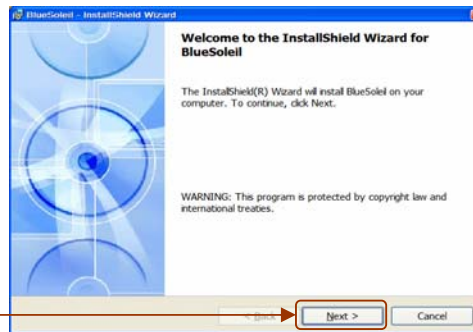 BlueSoleil - InstallShield Wizard
Welcome to the InstallShield Wizard for
BlueSoleil
The InstallShield(R) Wizard will install BlueSoleil on your
computer. To continue, click Next.
WARNING: This program is protected by copyright law and
international treaties.
< Back
Next >
Cancel